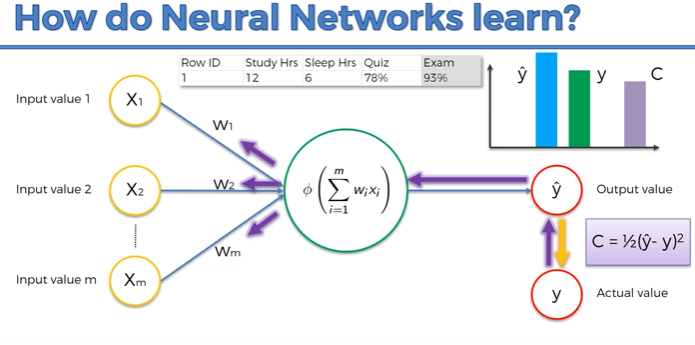 How do Neural Networks learn?
Row ID Study Hrs Sleep Hrs Quiz Exam
1 12 6 78% 93%
ŷ y C
Input value 1 X₁
W₁
Input value 2 X₂ W₂ ϕ(∑ᵢ₌₁ᵐ wᵢxᵢ) ŷ Output value
C = ½(ŷ- y)²
Wₘ
Input value m Xₘ y Actual value